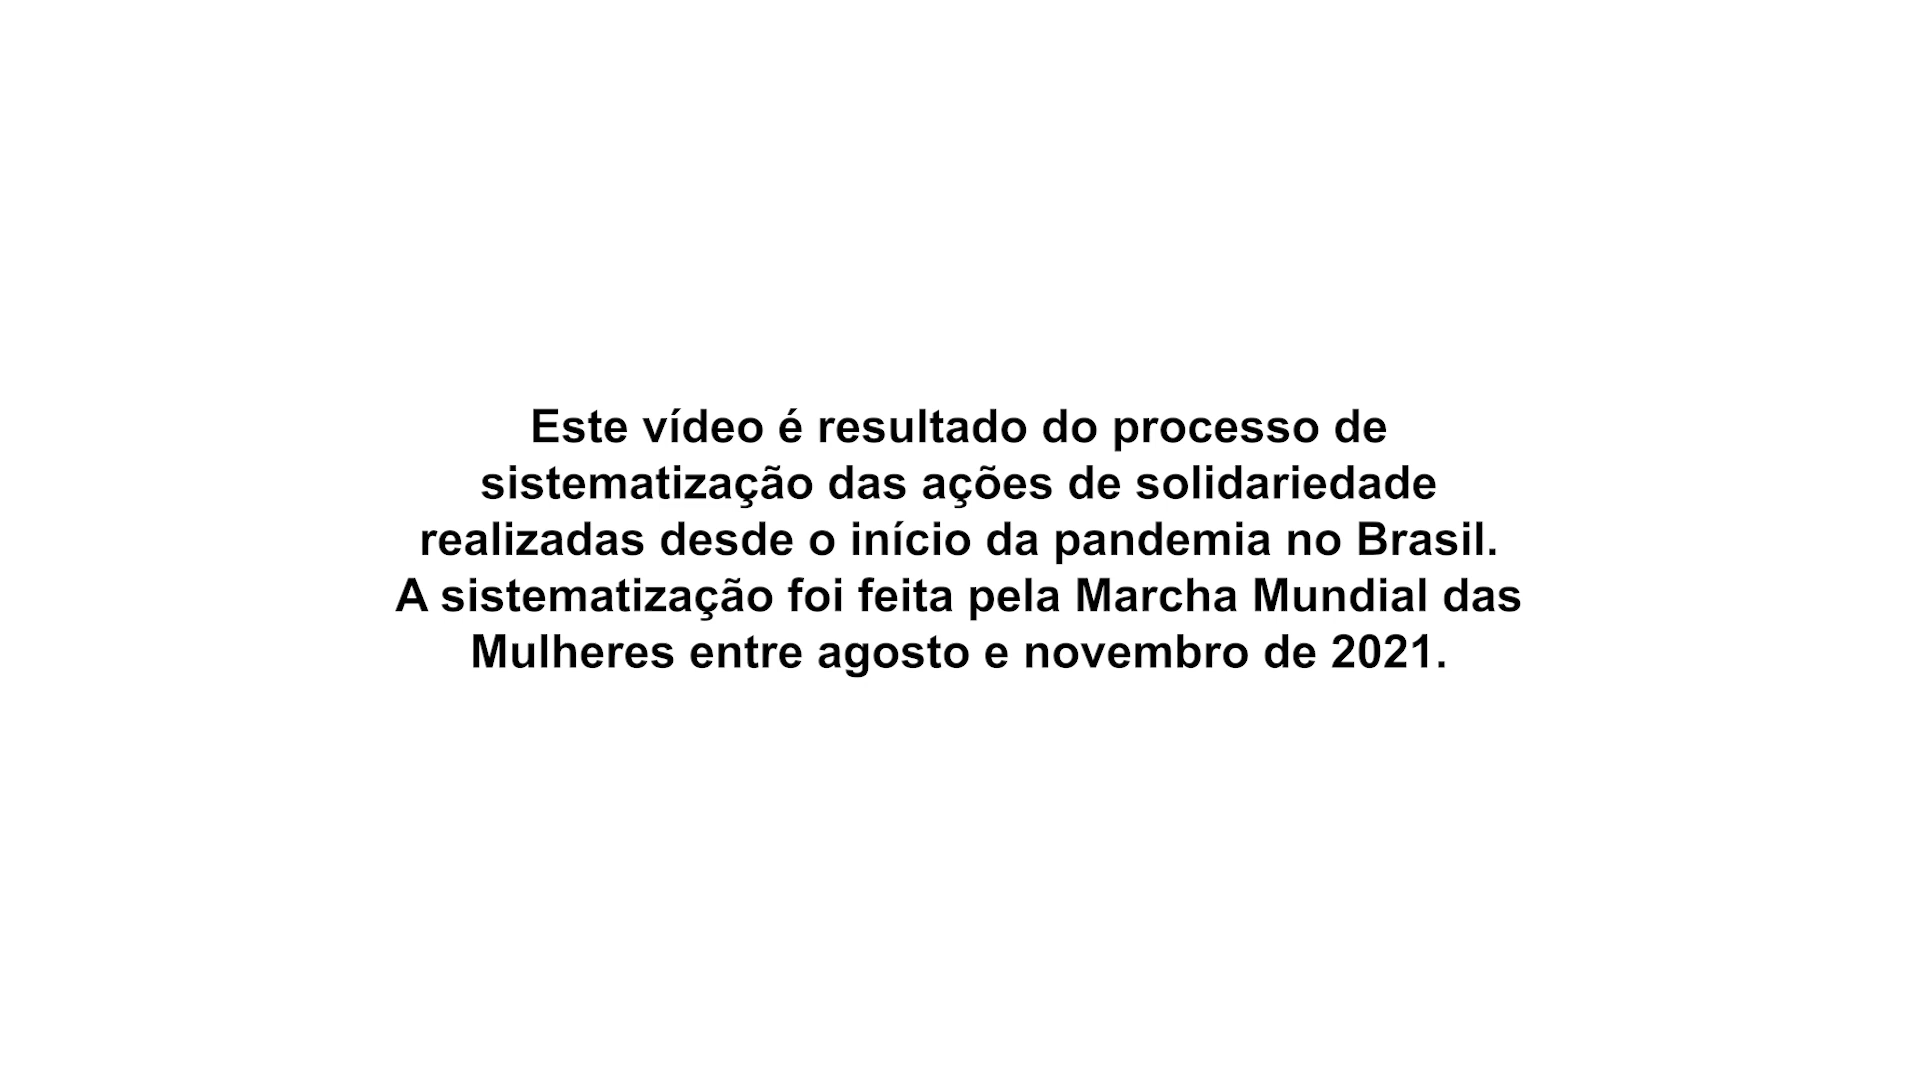 Este vídeo é resultado do processo de
sistematização das ações de solidariedade
realizadas desde o início da pandemia no Brasil.
A sistematização foi feita pela Marcha Mundial das
Mulheres entre agosto e novembro de 2021.